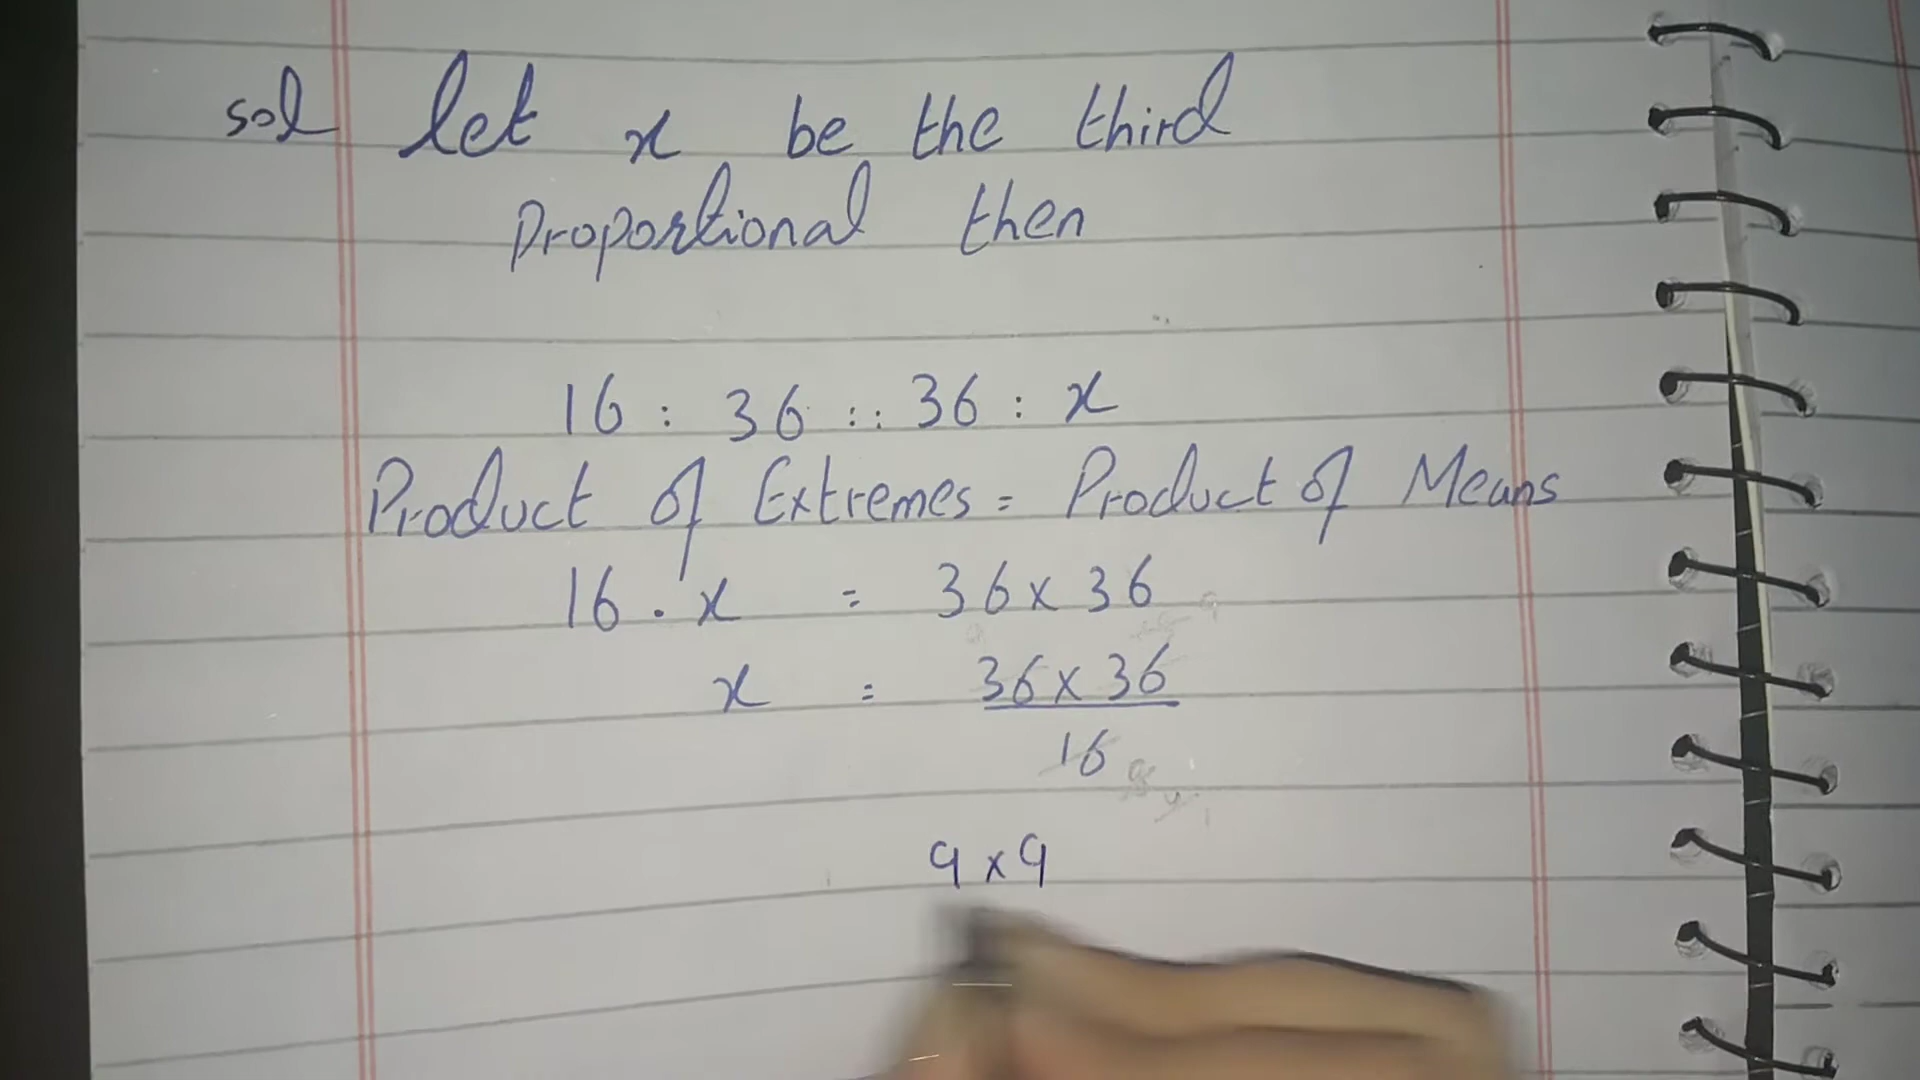 sol let x be the third
Proportional then
16 : 36 :: 36 : x
Product of Extremes = Product of Means
16 . x = 36 x 36
x = 36 x 36
16
9 x 9